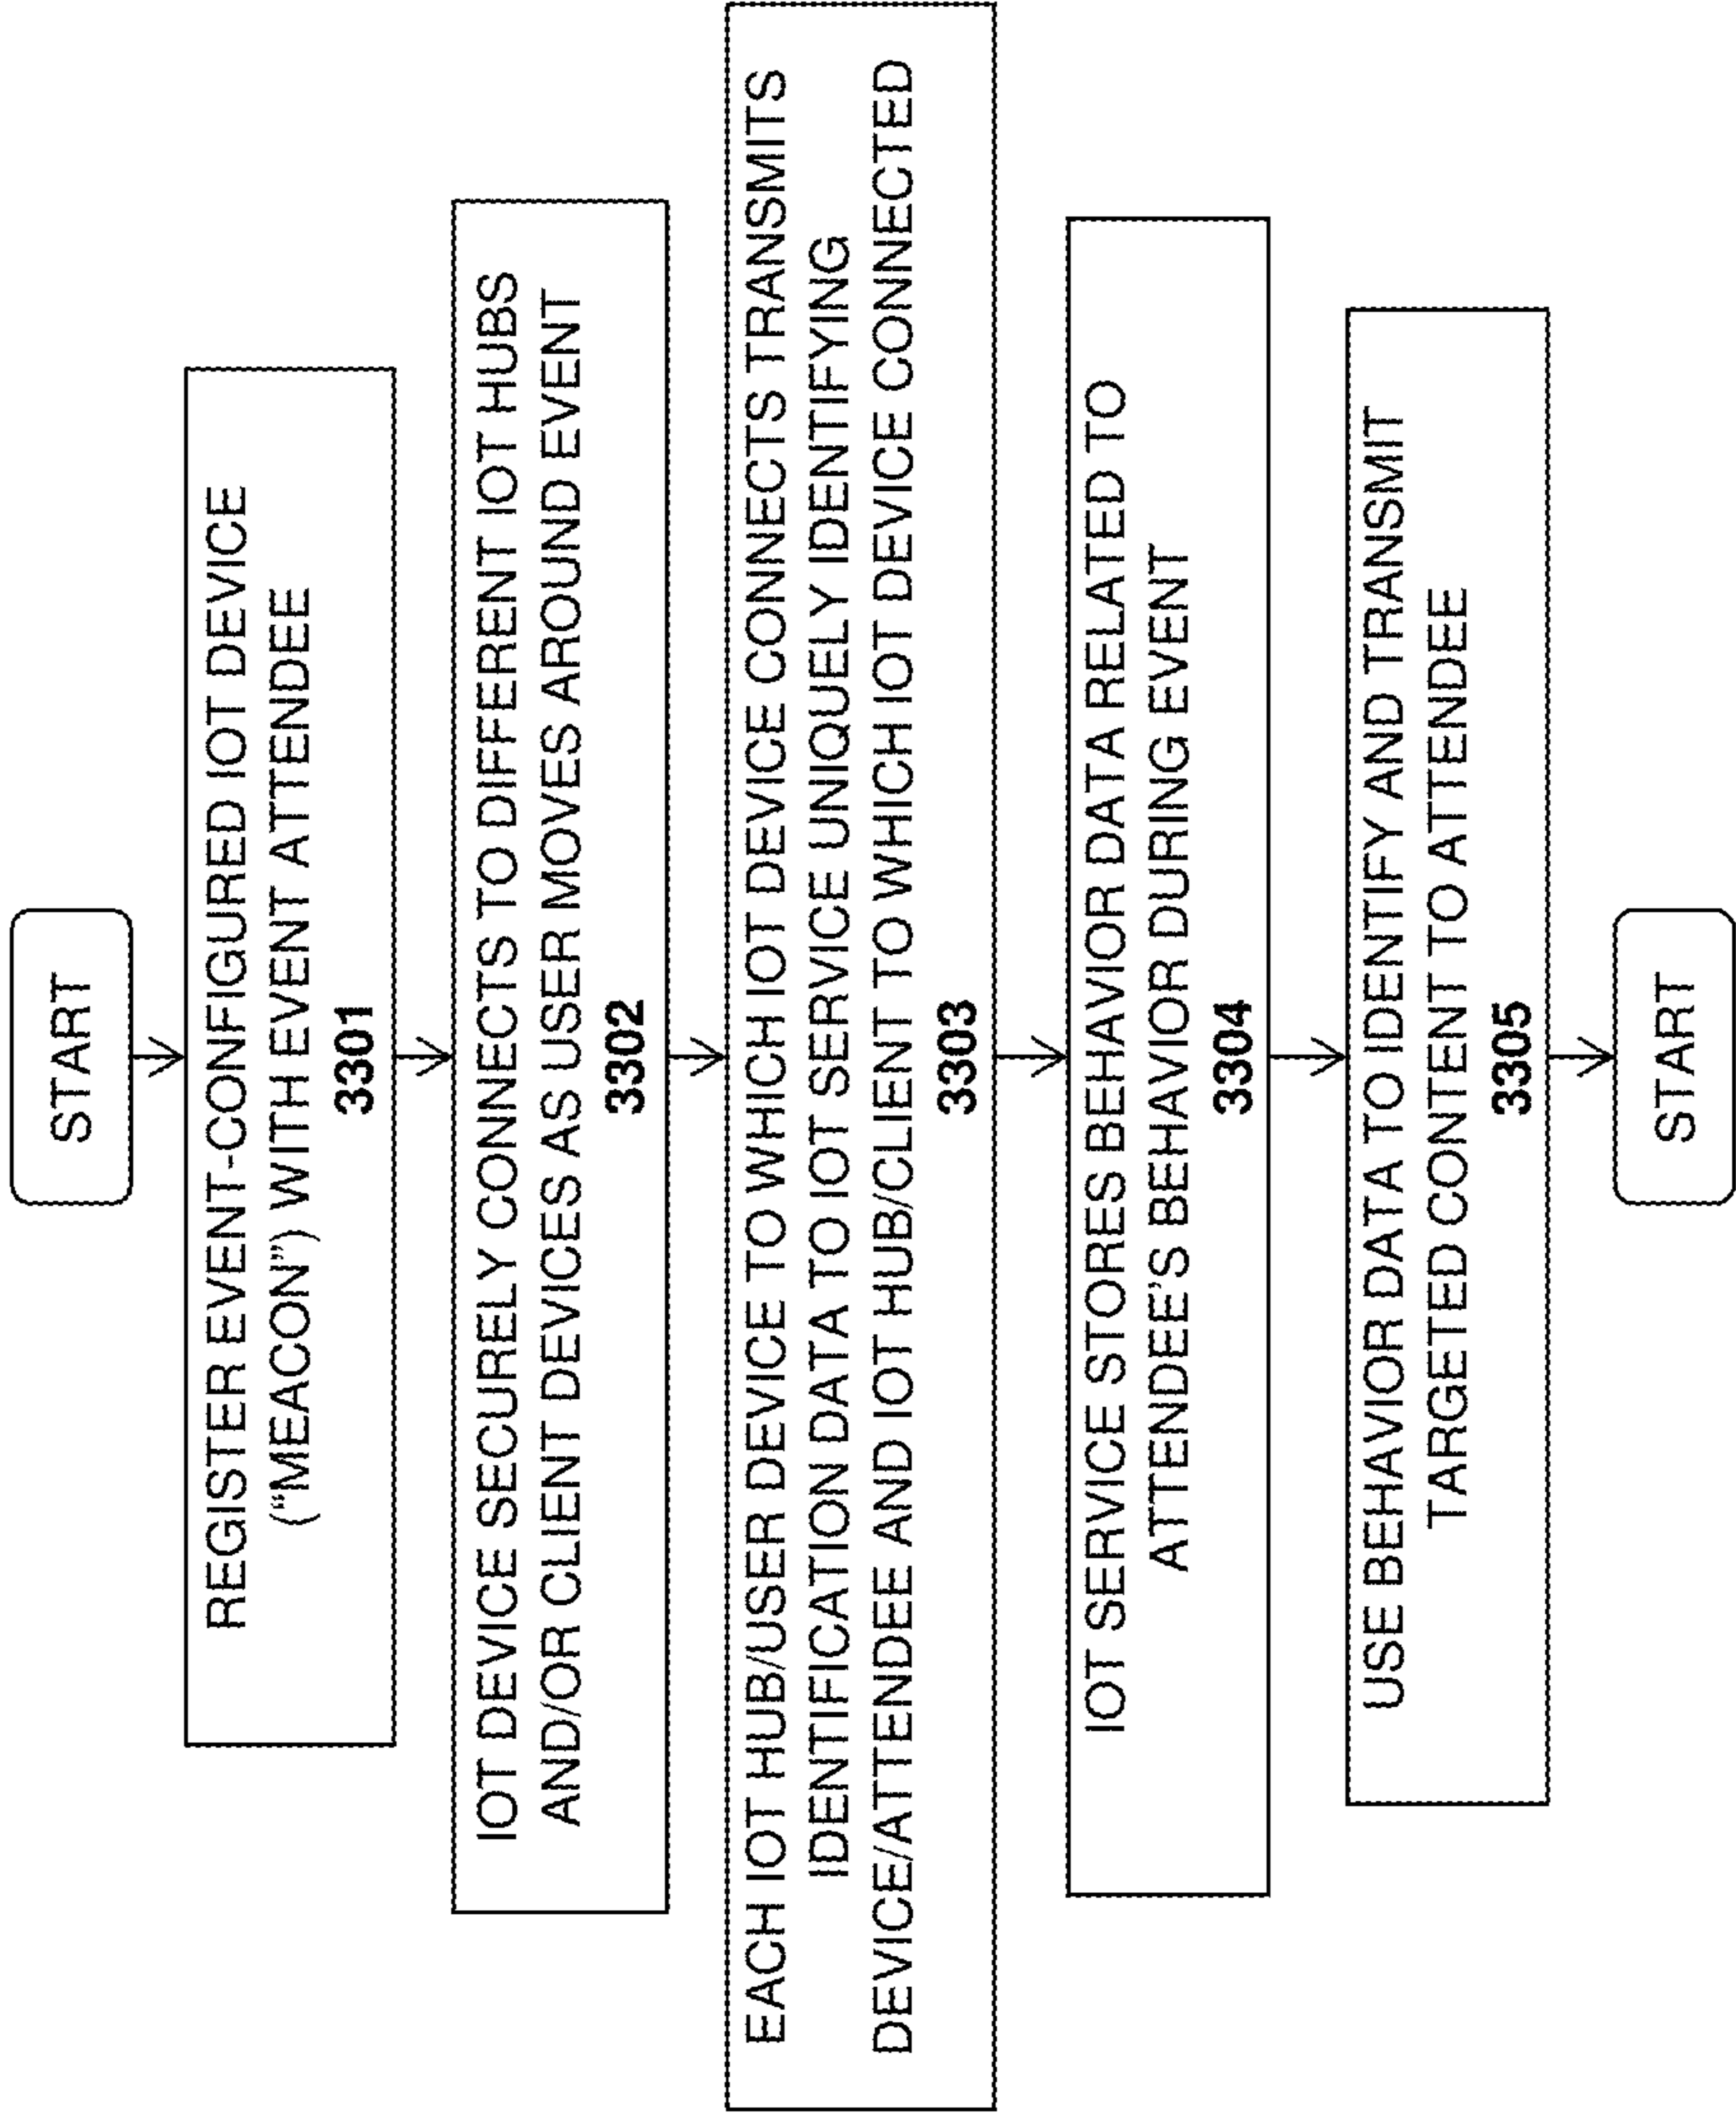 START
REGISTER EVENT-CONFIGURED IOT DEVICE
(“MEACON”) WITH EVENT ATTENDEE
3301
IOT DEVICE SECURELY CONNECTS TO DIFFERENT IOT HUBS
AND/OR CLIENT DEVICES AS USER MOVES AROUND EVENT
3302
EACH IOT HUB/USER DEVICE TO WHICH IOT DEVICE CONNECTS TRANSMITS
IDENTIFICATION DATA TO IOT SERVICE UNIQUELY IDENTIFYING
DEVICE/ATTENDEE AND IOT HUB/CLIENT TO WHICH IOT DEVICE CONNECTED
3303
IOT SERVICE STORES BEHAVIOR DATA RELATED TO
ATTENDEE’S BEHAVIOR DURING EVENT
3304
USE BEHAVIOR DATA TO IDENTIFY AND TRANSMIT
TARGETED CONTENT TO ATTENDEE
3305
START